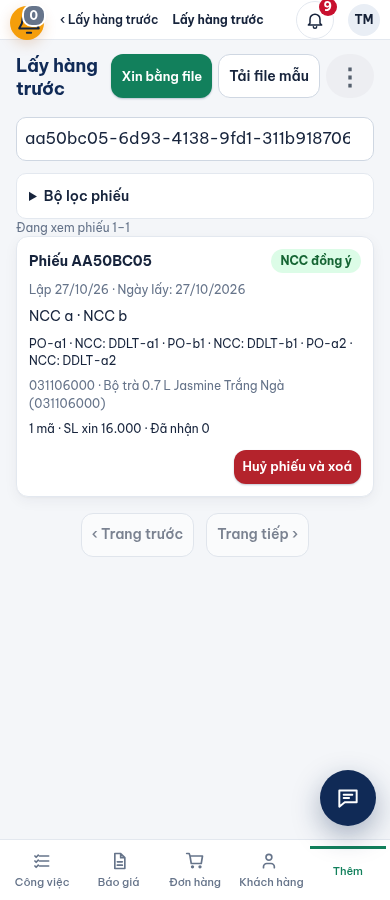 0
‹ Lấy hàng trước
Lấy hàng trước
9
TM
Lấy hàng trước
Xin bằng file
Tải file mẫu
aa50bc05-6d93-4138-9fd1-311b918706
Bộ lọc phiếu
Đang xem phiếu 1–1
Phiếu AA50BC05
NCC đồng ý
Lập 27/10/26 · Ngày lấy: 27/10/2026
NCC a · NCC b
PO-a1 · NCC: DDLT-a1 · PO-b1 · NCC: DDLT-b1 · PO-a2 ·
NCC: DDLT-a2
031106000 · Bộ trà 0.7 L Jasmine Trắng Ngà
(031106000)
1 mã · SL xin 16.000 · Đã nhận 0
Huỷ phiếu và xoá
‹ Trang trước
Trang tiếp ›
Công việc
Báo giá
Đơn hàng
Khách hàng
Thêm